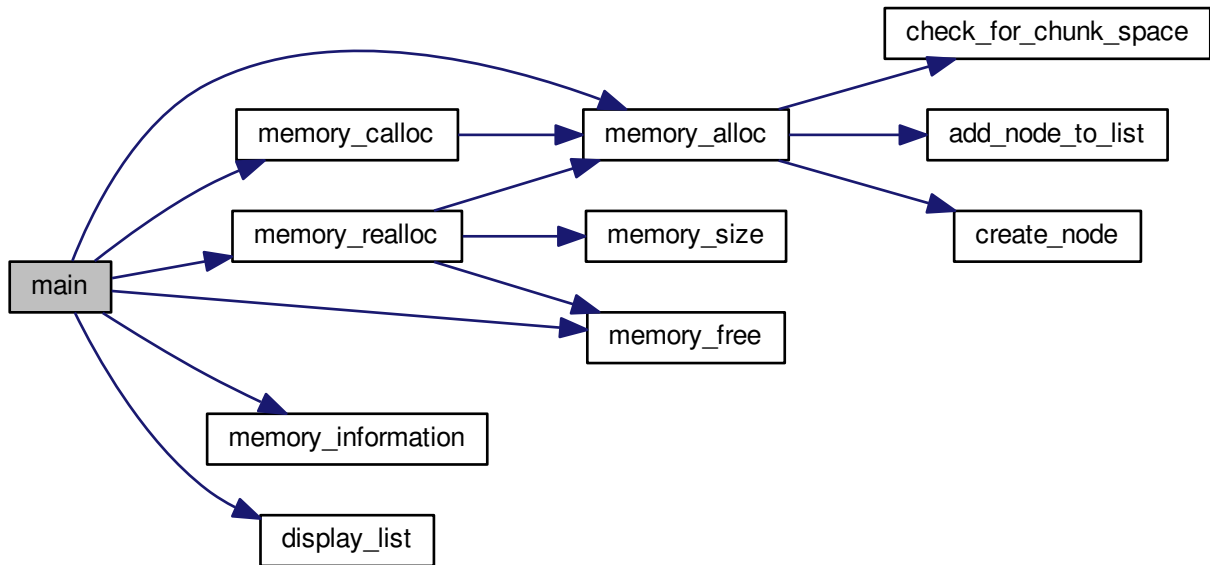 check_for_chunk_space
memory_calloc
memory_alloc
add_node_to_list
memory_realloc
memory_size
create_node
main
memory_free
memory_information
display_list